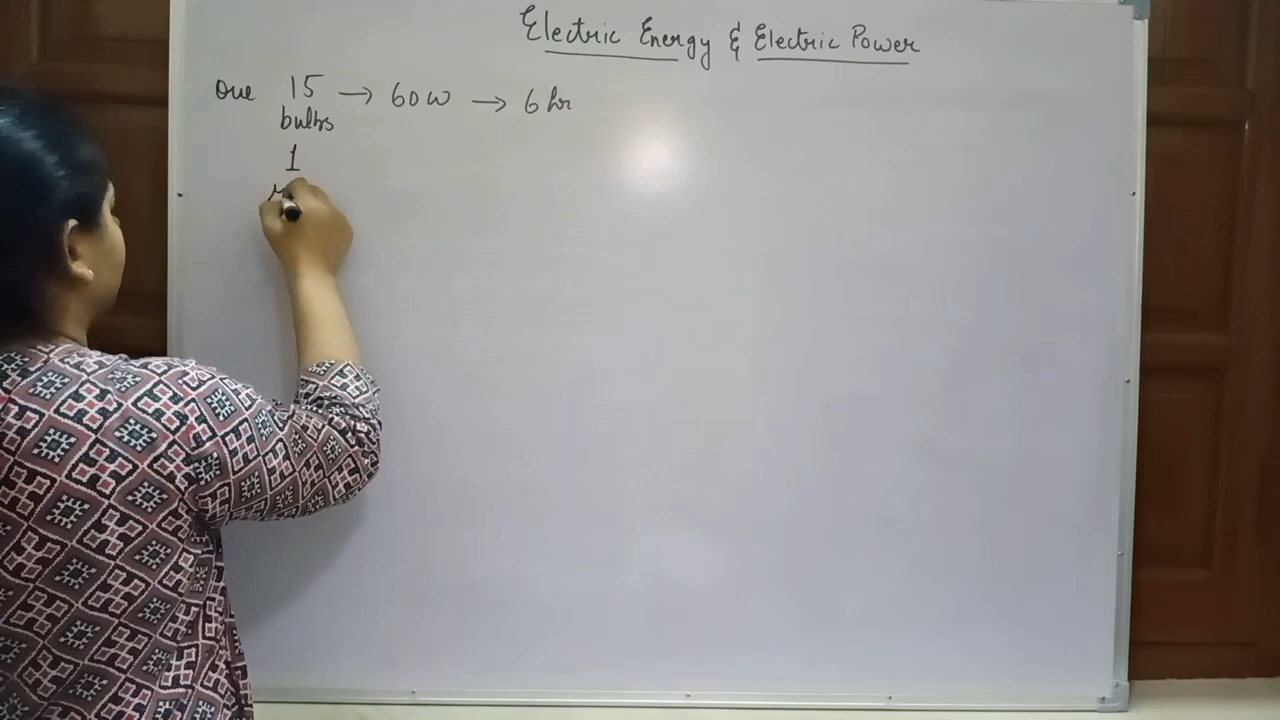 Electric Energy & Electric Power
One 15 → 60W → 6 hr
bulbs
1